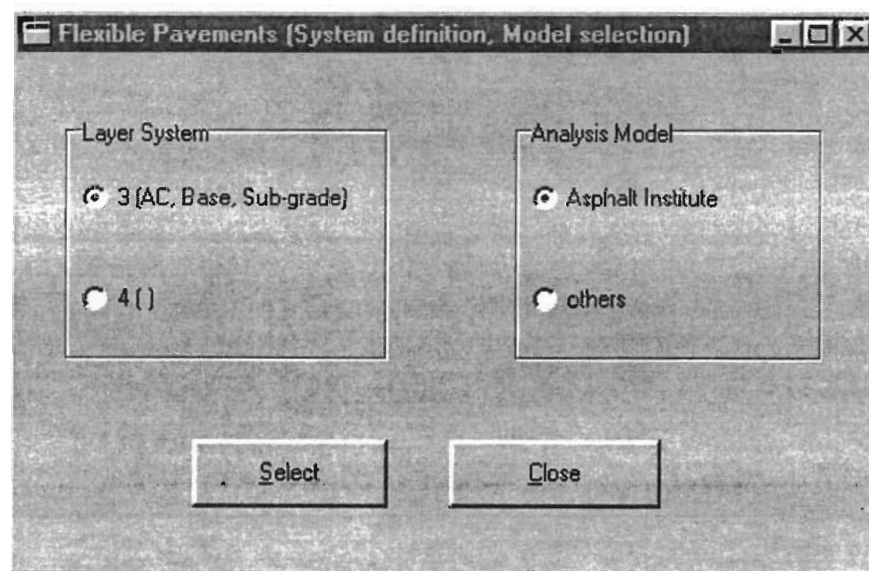 Flexible Pavements (System definition, Model selection)
Layer System
3 (AC, Base, Sub-grade)
4 ( )
Analysis Model
Asphalt Institute
others
Select
Close